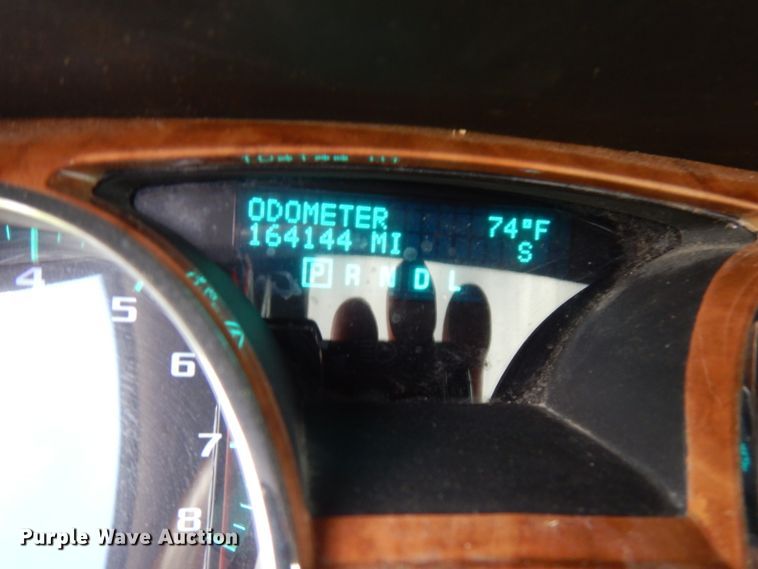 ODOMETER 74°F
164144 MI S
P R N D L
4
5
6
7
8
Purple Wave Auction